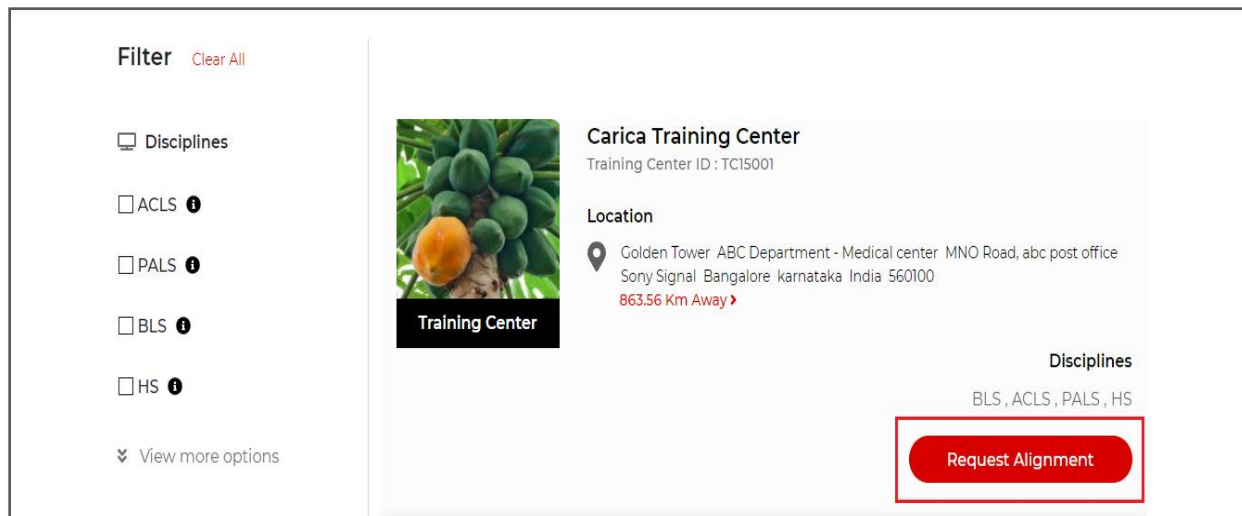 Filter Clear All
Disciplines
ACLS
PALS
BLS
HS
View more options
Training Center
Carica Training Center
Training Center ID : TC15001
Location
Golden Tower ABC Department - Medical center MNO Road, abc post office
Sony Signal Bangalore karnataka India 560100
863.56 Km Away
Disciplines
BLS , ACLS , PALS , HS
Request Alignment